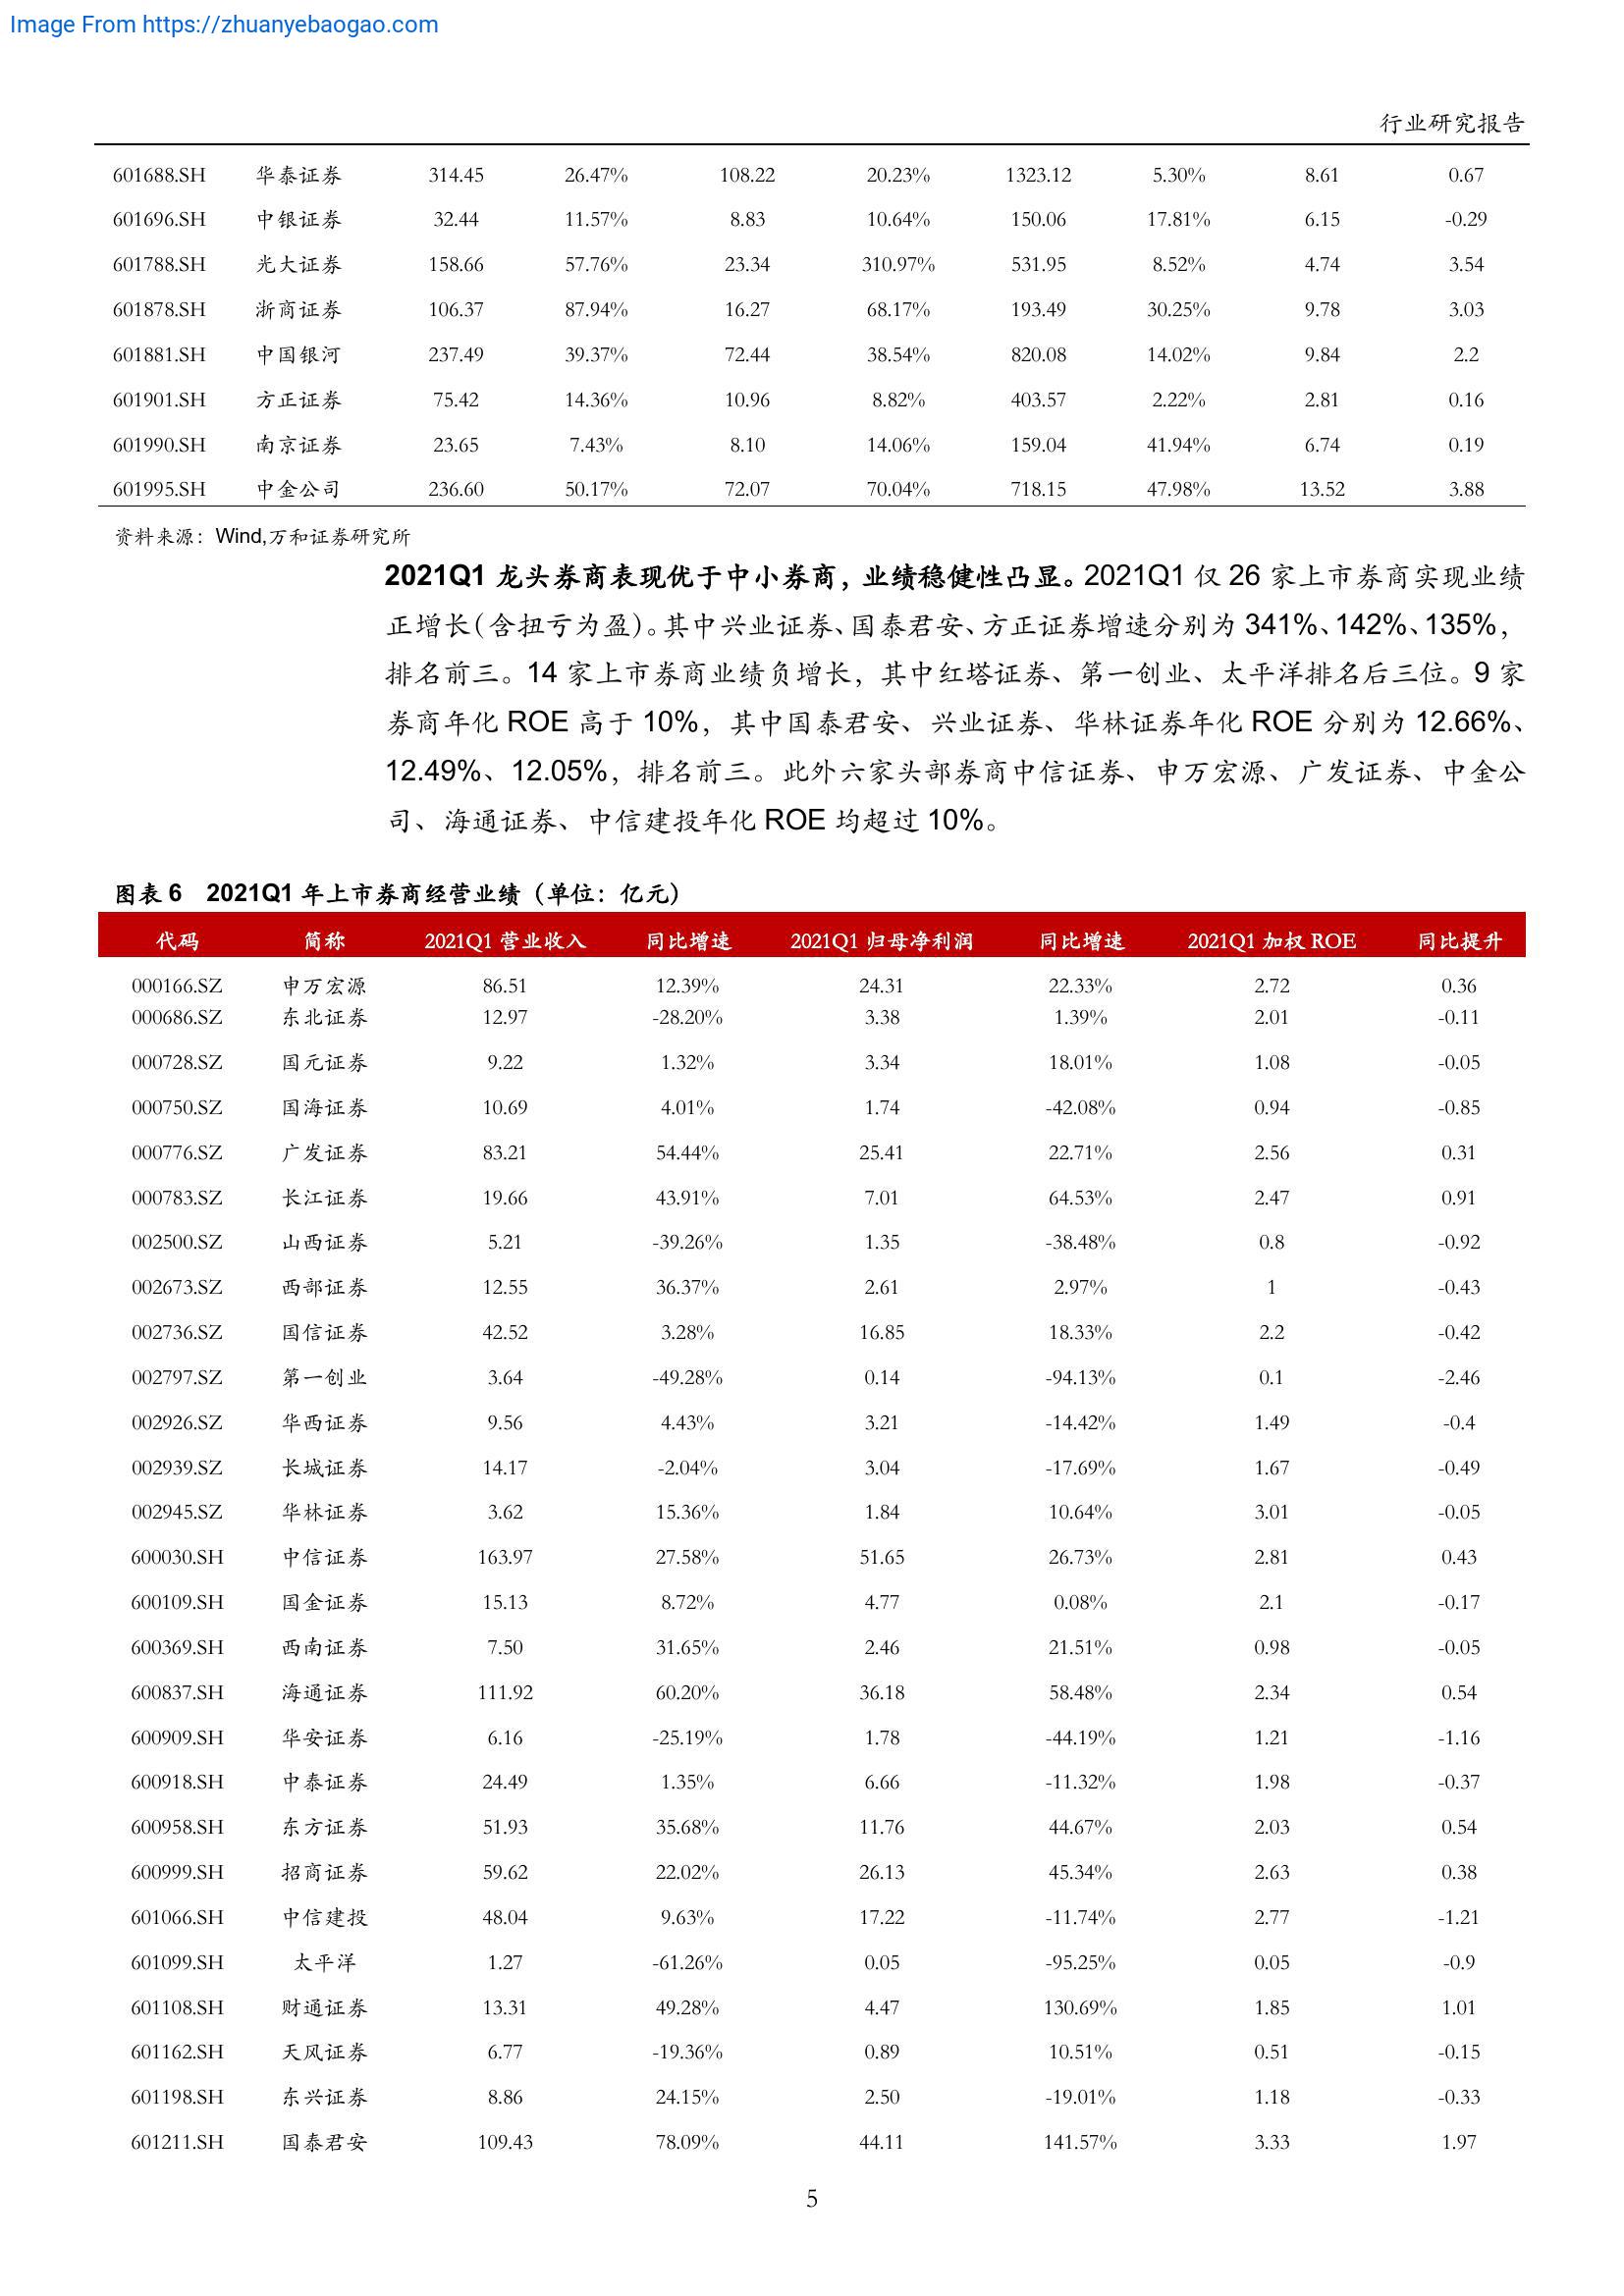 Image From https://zhuanyebaogao.com
行业研究报告
601688.SH 华泰证券 314.45 26.47% 108.22 20.23% 1323.12 5.30% 8.61 0.67
601696.SH 中银证券 32.44 11.57% 8.83 10.64% 150.06 17.81% 6.15 -0.29
601788.SH 光大证券 158.66 57.76% 23.34 310.97% 531.95 8.52% 4.74 3.54
601878.SH 浙商证券 106.37 87.94% 16.27 68.17% 193.49 30.25% 9.78 3.03
601881.SH 中国银河 237.49 39.37% 72.44 38.54% 820.08 14.02% 9.84 2.2
601901.SH 方正证券 75.42 14.36% 10.96 8.82% 403.57 2.22% 2.81 0.16
601990.SH 南京证券 23.65 7.43% 8.10 14.06% 159.04 41.94% 6.74 0.19
601995.SH 中金公司 236.60 50.17% 72.07 70.04% 718.15 47.98% 13.52 3.88
资料来源：Wind,万和证券研究所
2021Q1 龙头券商表现优于中小券商，业绩稳健性凸显。2021Q1 仅 26 家上市券商实现业绩
正增长（含扭亏为盈）。其中兴业证券、国泰君安、方正证券增速分别为 341%、142%、135%，
排名前三。14 家上市券商业绩负增长，其中红塔证券、第一创业、太平洋排名后三位。9 家
券商年化 ROE 高于 10%，其中国泰君安、兴业证券、华林证券年化 ROE 分别为 12.66%、
12.49%、12.05%，排名前三。此外六家头部券商中信证券、申万宏源、广发证券、中金公
司、海通证券、中信建投年化 ROE 均超过 10%。
图表 6 2021Q1 年上市券商经营业绩（单位：亿元）
代码 简称 2021Q1 营业收入 同比增速 2021Q1 归母净利润 同比增速 2021Q1 加权 ROE 同比提升
000166.SZ 申万宏源 86.51 12.39% 24.31 22.33% 2.72 0.36
000686.SZ 东北证券 12.97 -28.20% 3.38 1.39% 2.01 -0.11
000728.SZ 国元证券 9.22 1.32% 3.34 18.01% 1.08 -0.05
000750.SZ 国海证券 10.69 4.01% 1.74 -42.08% 0.94 -0.85
000776.SZ 广发证券 83.21 54.44% 25.41 22.71% 2.56 0.31
000783.SZ 长江证券 19.66 43.91% 7.01 64.53% 2.47 0.91
002500.SZ 山西证券 5.21 -39.26% 1.35 -38.48% 0.8 -0.92
002673.SZ 西部证券 12.55 36.37% 2.61 2.97% 1 -0.43
002736.SZ 国信证券 42.52 3.28% 16.85 18.33% 2.2 -0.42
002797.SZ 第一创业 3.64 -49.28% 0.14 -94.13% 0.1 -2.46
002926.SZ 华西证券 9.56 4.43% 3.21 -14.42% 1.49 -0.4
002939.SZ 长城证券 14.17 -2.04% 3.04 -17.69% 1.67 -0.49
002945.SZ 华林证券 3.62 15.36% 1.84 10.64% 3.01 -0.05
600030.SH 中信证券 163.97 27.58% 51.65 26.73% 2.81 0.43
600109.SH 国金证券 15.13 8.72% 4.77 0.08% 2.1 -0.17
600369.SH 西南证券 7.50 31.65% 2.46 21.51% 0.98 -0.05
600837.SH 海通证券 111.92 60.20% 36.18 58.48% 2.34 0.54
600909.SH 华安证券 6.16 -25.19% 1.78 -44.19% 1.21 -1.16
600918.SH 中泰证券 24.49 1.35% 6.66 -11.32% 1.98 -0.37
600958.SH 东方证券 51.93 35.68% 11.76 44.67% 2.03 0.54
600999.SH 招商证券 59.62 22.02% 26.13 45.34% 2.63 0.38
601066.SH 中信建投 48.04 9.63% 17.22 -11.74% 2.77 -1.21
601099.SH 太平洋 1.27 -61.26% 0.05 -95.25% 0.05 -0.9
601108.SH 财通证券 13.31 49.28% 4.47 130.69% 1.85 1.01
601162.SH 天风证券 6.77 -19.36% 0.89 10.51% 0.51 -0.15
601198.SH 东兴证券 8.86 24.15% 2.50 -19.01% 1.18 -0.33
601211.SH 国泰君安 109.43 78.09% 44.11 141.57% 3.33 1.97
5